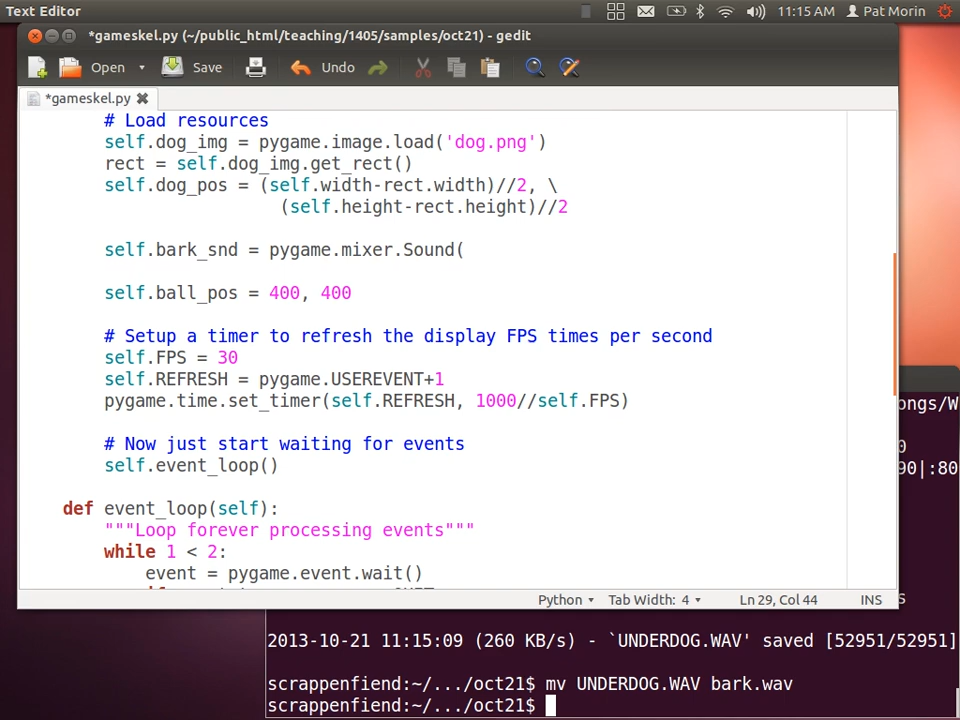 Text Editor
11:15 AM Pat Morin
*gameskel.py (~/public_html/teaching/1405/samples/oct21) - gedit
Open Save Undo
*gameskel.py
# Load resources
self.dog_img = pygame.image.load('dog.png')
rect = self.dog_img.get_rect()
self.dog_pos = (self.width-rect.width)//2, \
(self.height-rect.height)//2
self.bark_snd = pygame.mixer.Sound(
self.ball_pos = 400, 400
# Setup a timer to refresh the display FPS times per second
self.FPS = 30
self.REFRESH = pygame.USEREVENT+1
pygame.time.set_timer(self.REFRESH, 1000//self.FPS)
# Now just start waiting for events
self.event_loop()
def event_loop(self):
"""Loop forever processing events"""
while 1 < 2:
event = pygame.event.wait()
Python Tab Width: 4 Ln 29, Col 44 INS
ongs/W
0
90|:80
s
2013-10-21 11:15:09 (260 KB/s) - `UNDERDOG.WAV' saved [52951/52951]
scrappenfiend:~/.../oct21$ mv UNDERDOG.WAV bark.wav
scrappenfiend:~/.../oct21$